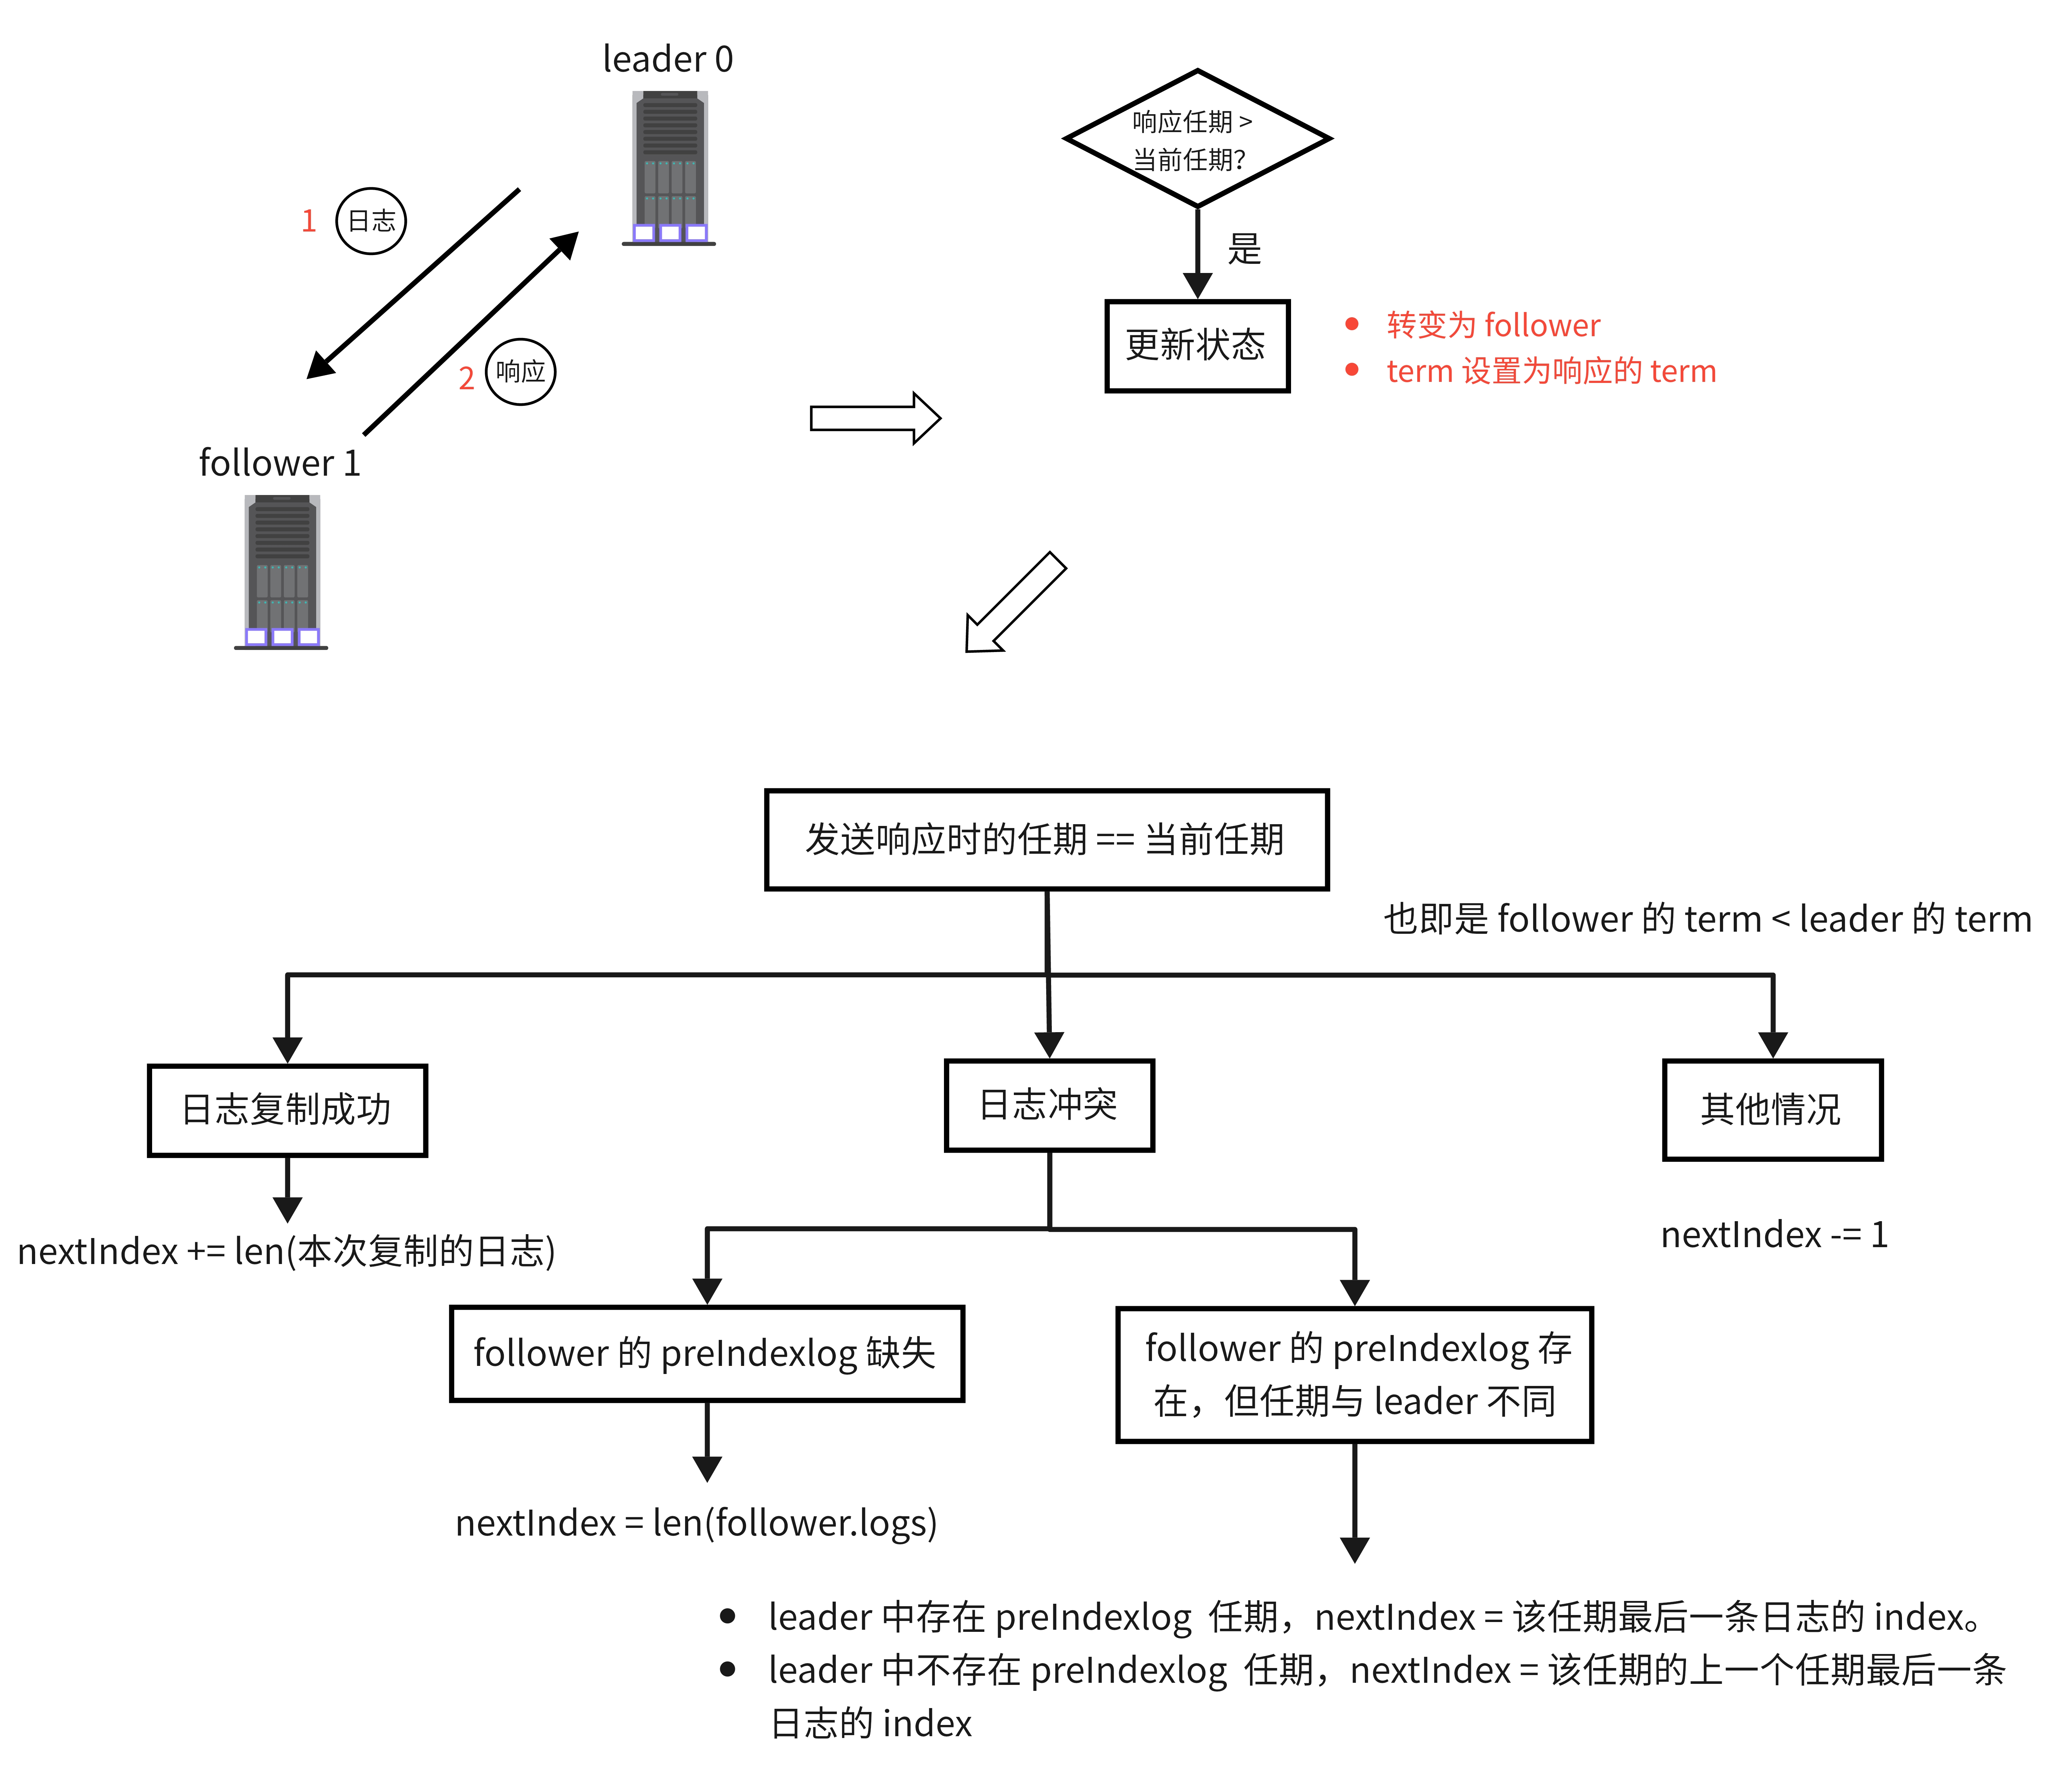 leader 0
1
日志
2
响应
follower 1
响应任期 >
当前任期?
是
更新状态
转变为 follower
term 设置为响应的 term
发送响应时的任期 == 当前任期
也即是 follower 的 term < leader 的 term
日志复制成功
日志冲突
其他情况
nextIndex += len(本次复制的日志)
nextIndex -= 1
follower 的 preIndexlog 缺失
follower 的 preIndexlog 存
在，但任期与 leader 不同
nextIndex = len(follower.logs)
leader 中存在 preIndexlog 任期，nextIndex = 该任期最后一条日志的 index。
leader 中不存在 preIndexlog 任期，nextIndex = 该任期的上一个任期最后一条
日志的 index